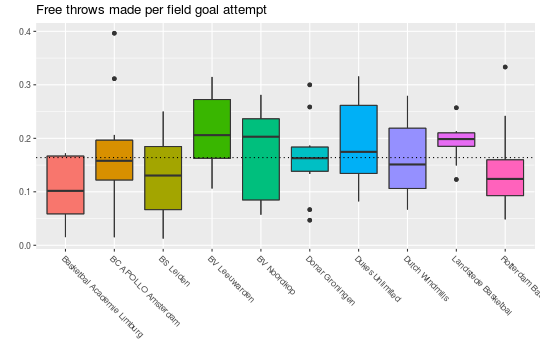 Free throws made per field goal attempt
0.4
0.3
0.2
0.1
0.0
Basketbal Academie Limburg
BC APOLLO Amsterdam
BS Leiden
BV Leeuwarden
BV Noordkop
Donar Groningen
Dukes Unlimited
Dutch Windmills
Landstede Basketbal
Rotterdam Bas